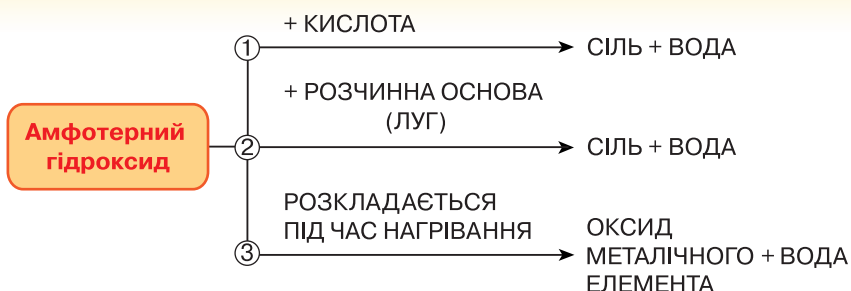 + КИСЛОТА
① СІЛЬ + ВОДА
+ РОЗЧИННА ОСНОВА
(ЛУГ)
Амфотерний
гідроксид
② СІЛЬ + ВОДА
РОЗКЛАДАЄТЬСЯ
ПІД ЧАС НАГРІВАННЯ
③ ОКСИД
МЕТАЛІЧНОГО + ВОДА
ЕЛЕМЕНТА